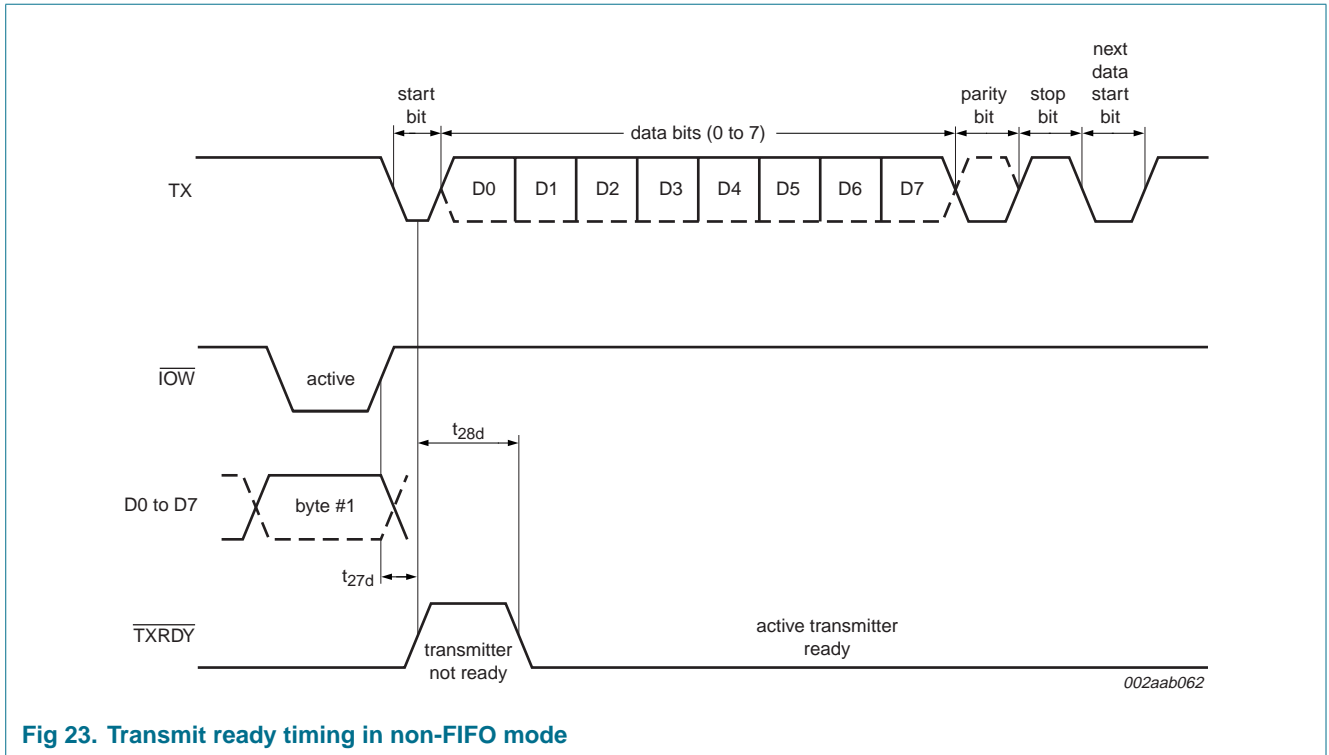 next
data
start
bit
start
bit
parity
bit
stop
bit
data bits (0 to 7)
TX
D0
D1
D2
D3
D4
D5
D6
D7
IOW
active
t28d
D0 to D7
byte #1
t27d
TXRDY
transmitter
not ready
active transmitter
ready
002aab062
Fig 23. Transmit ready timing in non-FIFO mode